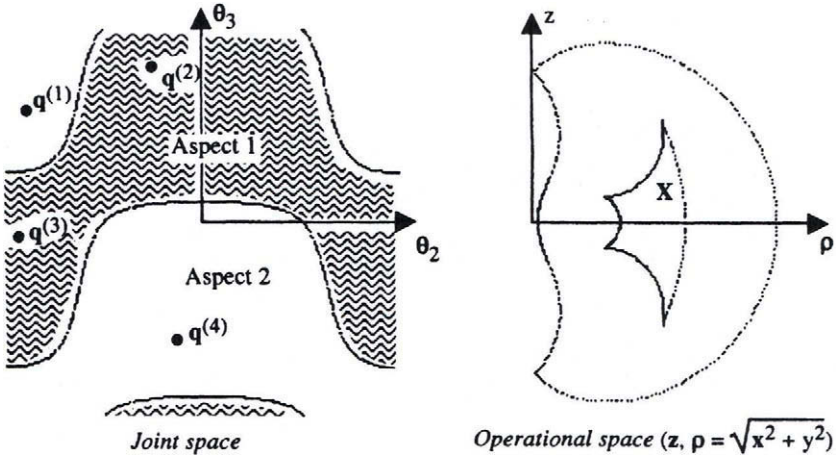 θ3
q(1)
q(2)
Aspect 1
q(3)
θ2
Aspect 2
q(4)
Joint space
z
X
ρ
Operational space (z, ρ = √x² + y²)